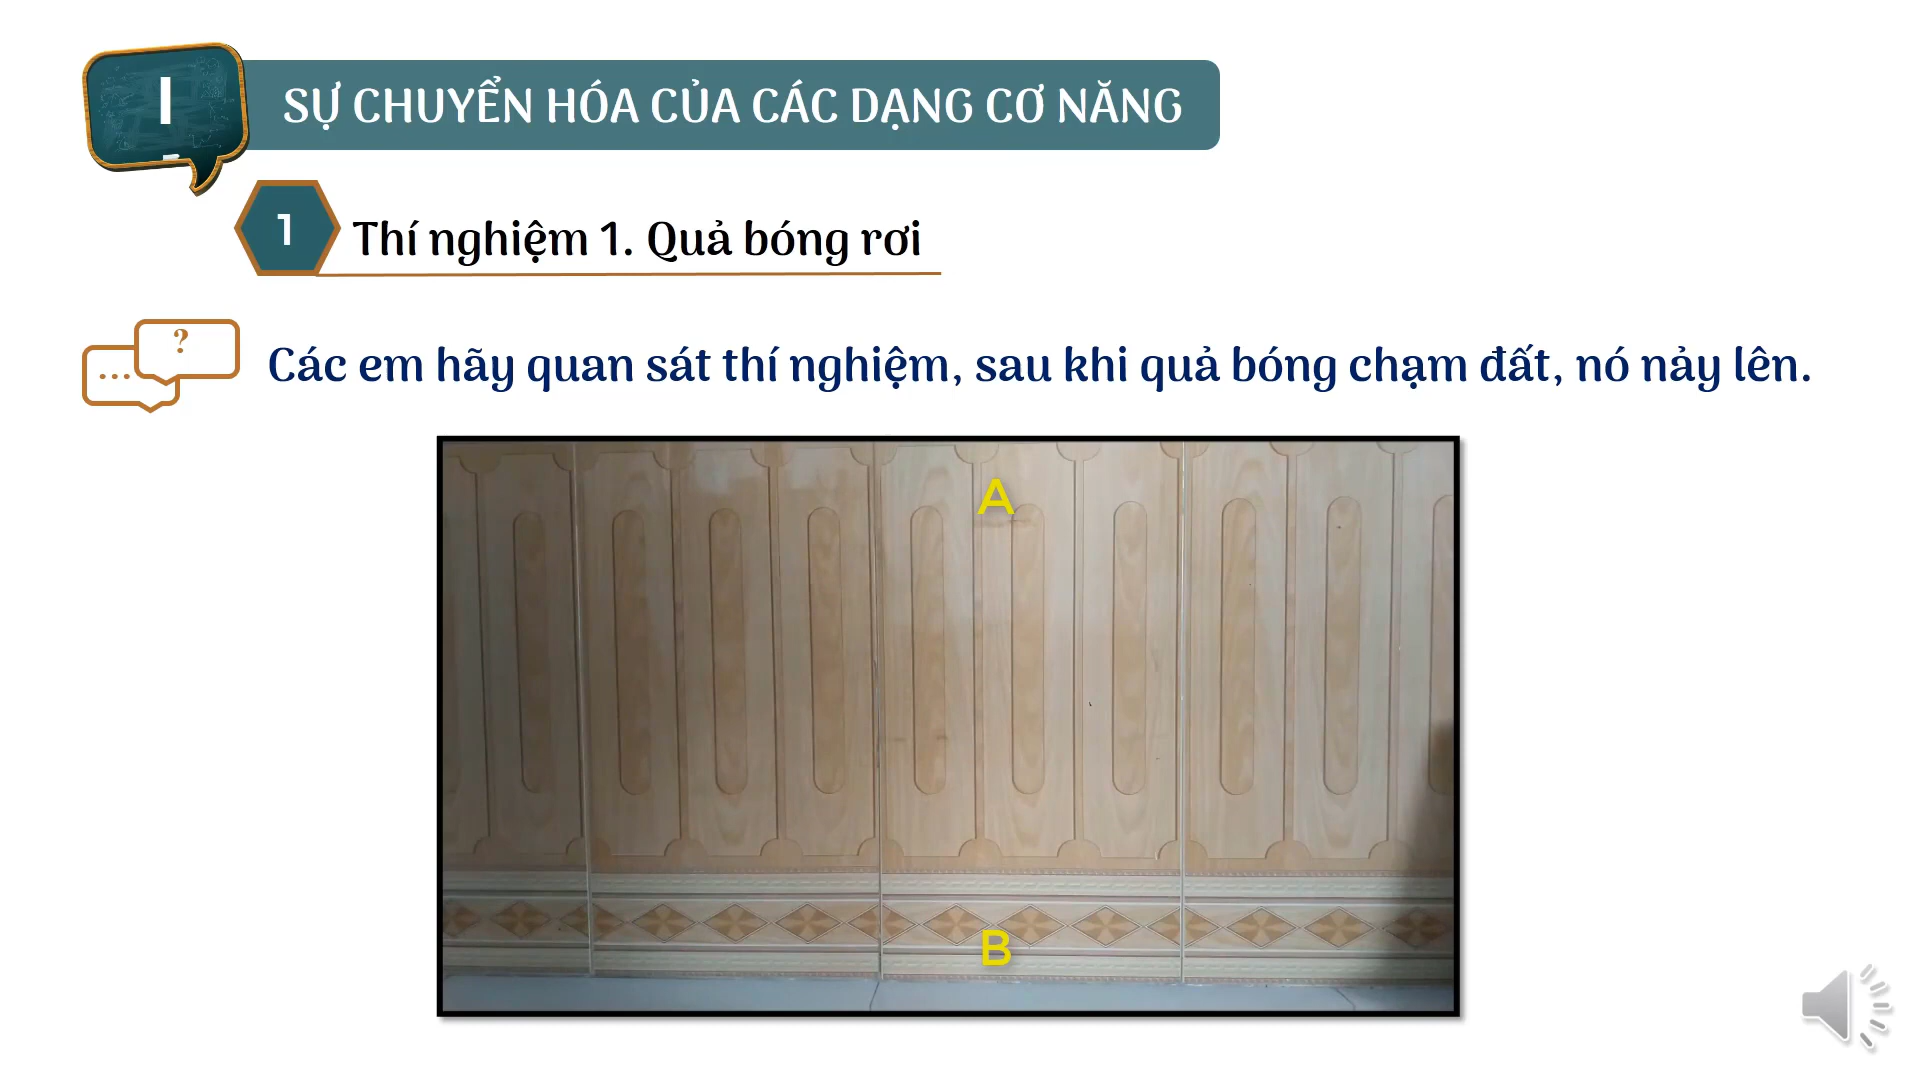 I.
SỰ CHUYỂN HÓA CỦA CÁC DẠNG CƠ NĂNG
1
Thí nghiệm 1. Quả bóng rơi
?
...
Các em hãy quan sát thí nghiệm, sau khi quả bóng chạm đất, nó nảy lên.
A
B